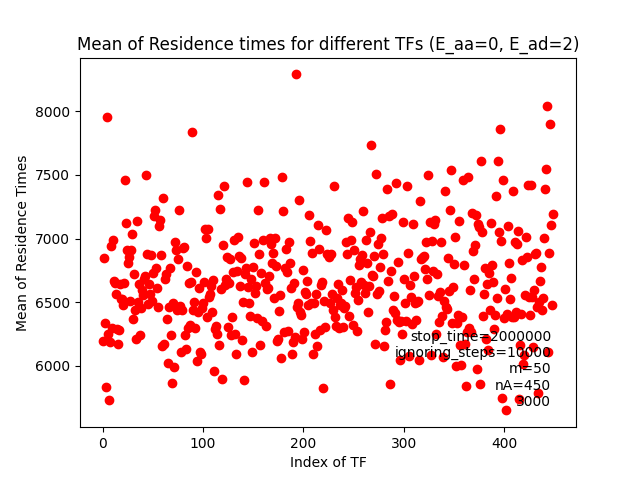 Mean of Residence times for different TFs (E_aa=0, E_ad=2)
Mean of Residence Times
8000
7500
7000
6500
6000
stop_time=2000000
ignoring_steps=10000
m=50
nA=450
3000
0
100
200
300
400
Index of TF